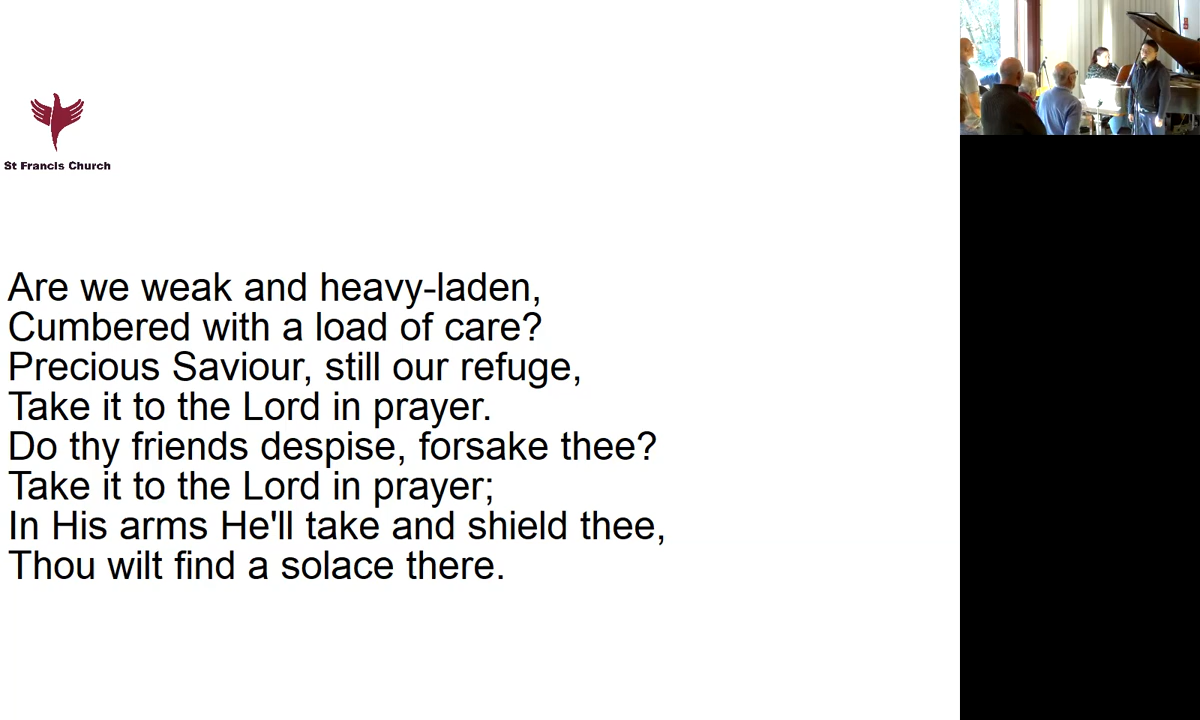 St Francis Church
Are we weak and heavy-laden,
Cumbered with a load of care?
Precious Saviour, still our refuge,
Take it to the Lord in prayer.
Do thy friends despise, forsake thee?
Take it to the Lord in prayer;
In His arms He'll take and shield thee,
Thou wilt find a solace there.